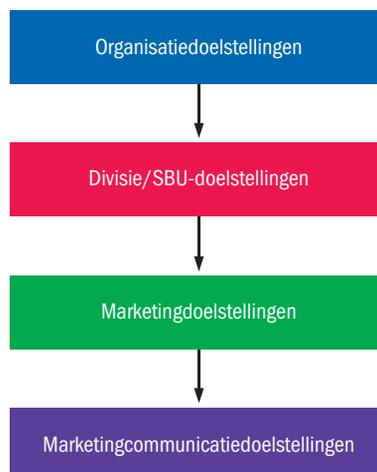 Organisatiedoelstellingen
Divisie/SBU-doelstellingen
Marketingdoelstellingen
Marketingcommunicatiedoelstellingen